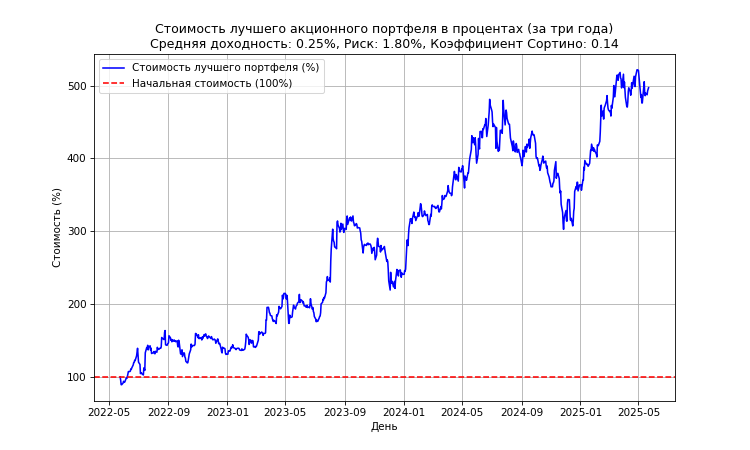 Стоимость лучшего акционного портфеля в процентах (за три года)
Средняя доходность: 0.25%, Риск: 1.80%, Коэффициент Сортино: 0.14
Стоимость лучшего портфеля (%)
Начальная стоимость (100%)
Стоимость (%)
500
400
300
200
100
2022-05 2022-09 2023-01 2023-05 2023-09 2024-01 2024-05 2024-09 2025-01 2025-05
День